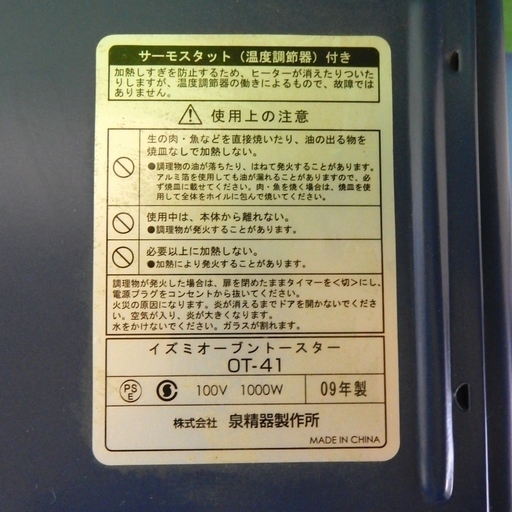 サーモスタット（温度調節器）付き
加熱しすぎを防止するため、ヒーターが消えたりついた
りしますが、温度調節器の働きによるもので、故障では
ありません。
使用上の注意
生の肉・魚などを直接焼いたり、油の出る物を
焼皿なしで加熱しない。
●調理物の油が落ちたり、はねて発火することがあります。
アルミ箔を使用しても油が漏れることがありますので、必
ず焼皿に載せてください。肉・魚を焼く場合は、焼皿を使
用して全体をホイルに包んで焼いてください。
使用中は、本体から離れない。
●調理物が発火することがあります。
必要以上に加熱しない。
●加熱により発火することがあります。
調理物が発火した場合は、扉を閉めたままタイマーを<切>にし、
電源プラグをコンセントから抜いてください。
火災の原因になります。炎が消えるまでドアを開かないでくださ
い。空気が入り、炎が大きくなります。
水をかけないでください。ガラスが割れます。
イズミオーブントースター
OT-41
PS
E
100V 1000W 09年製
株式会社 泉精器製作所
MADE IN CHINA